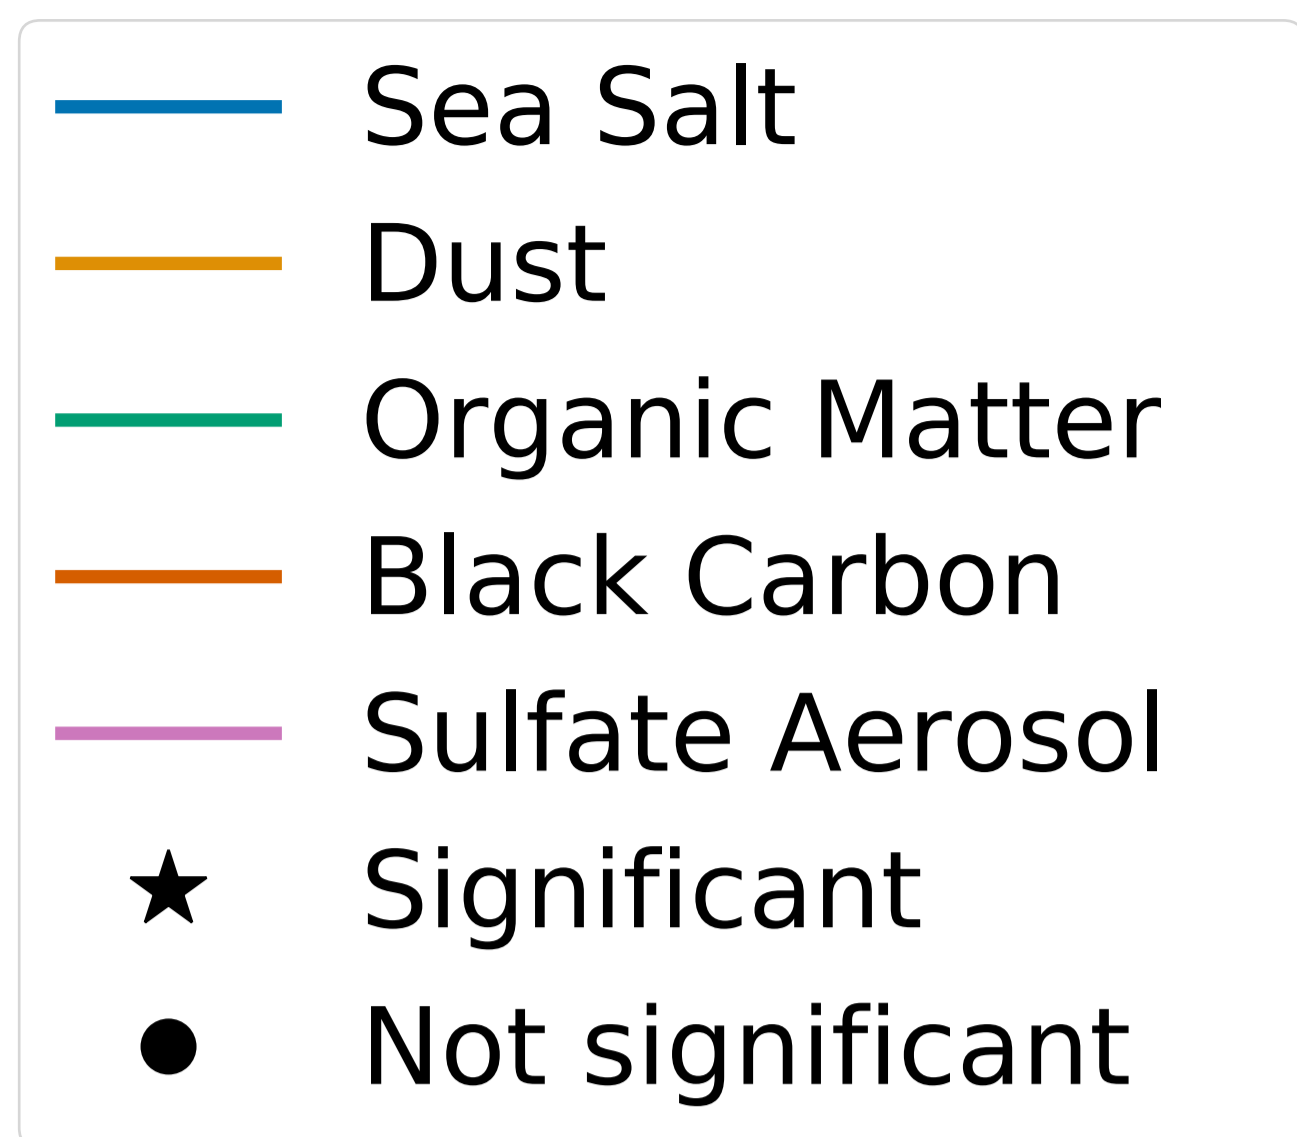 Sea Salt
Dust
Organic Matter
Black Carbon
Sulfate Aerosol
Significant
Not significant